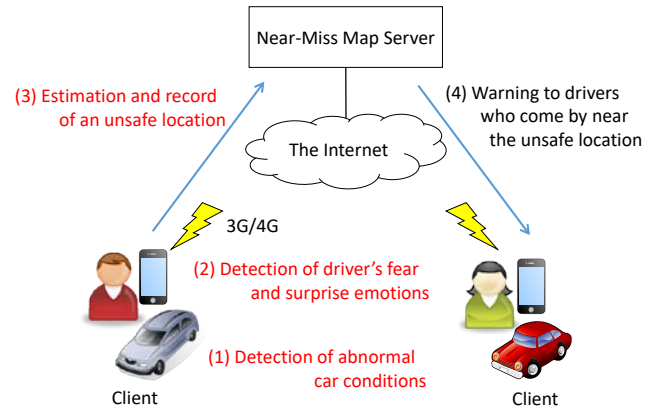 Near-Miss Map Server
(3) Estimation and record
of an unsafe location
(4) Warning to drivers
who come by near
the unsafe location
The Internet
3G/4G
(2) Detection of driver's fear
and surprise emotions
(1) Detection of abnormal
car conditions
Client
Client